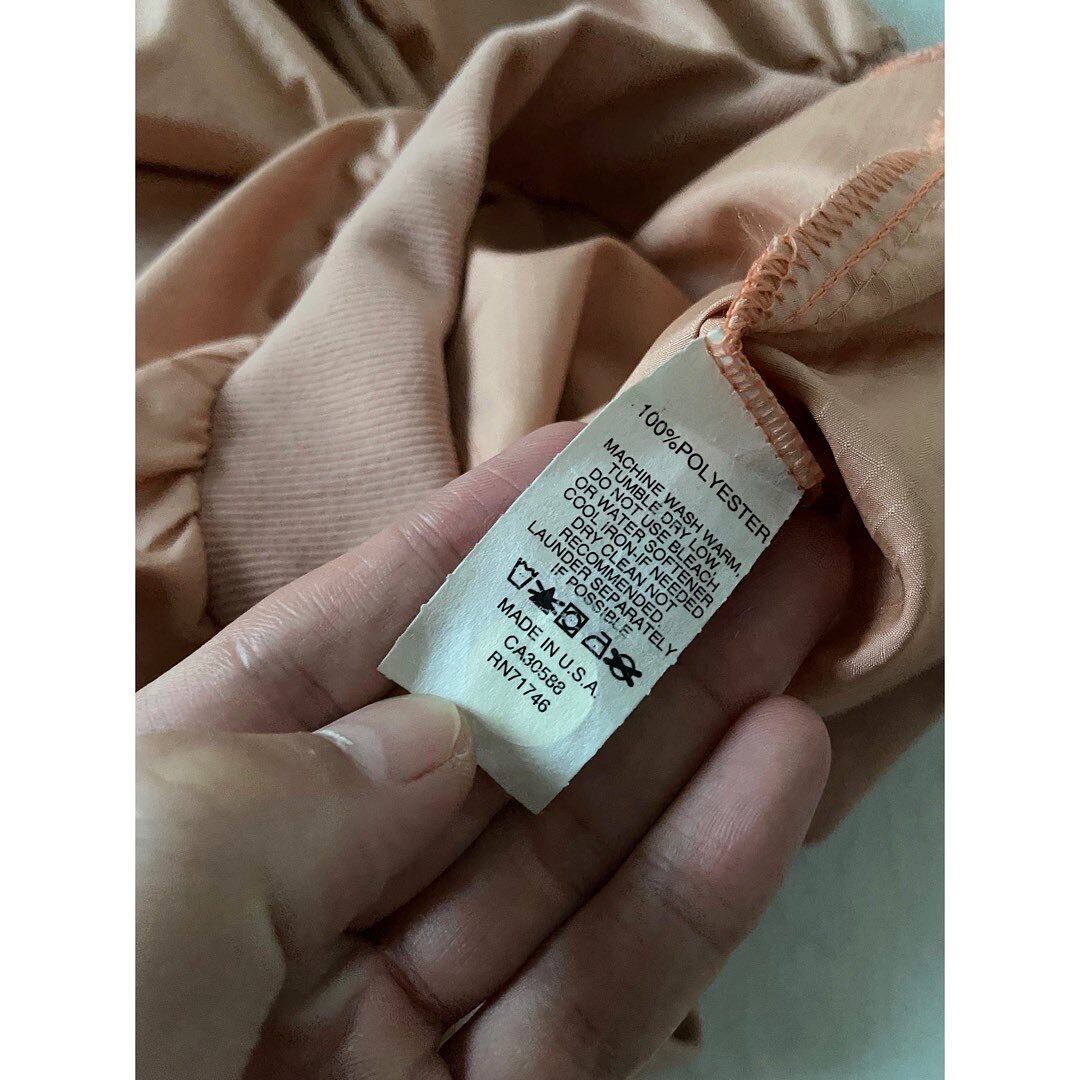 100%POLYESTER
MACHINE WASH WARM,
TUMBLE DRY LOW,
DO NOT USE BLEACH
OR WATER SOFTENER
COOL IRON-IF NEEDED
DRY CLEAN NOT
RECOMMENDED.
LAUNDER SEPARATELY
IF POSSIBLE
MADE IN U.S.A.
CA30588
RN71746